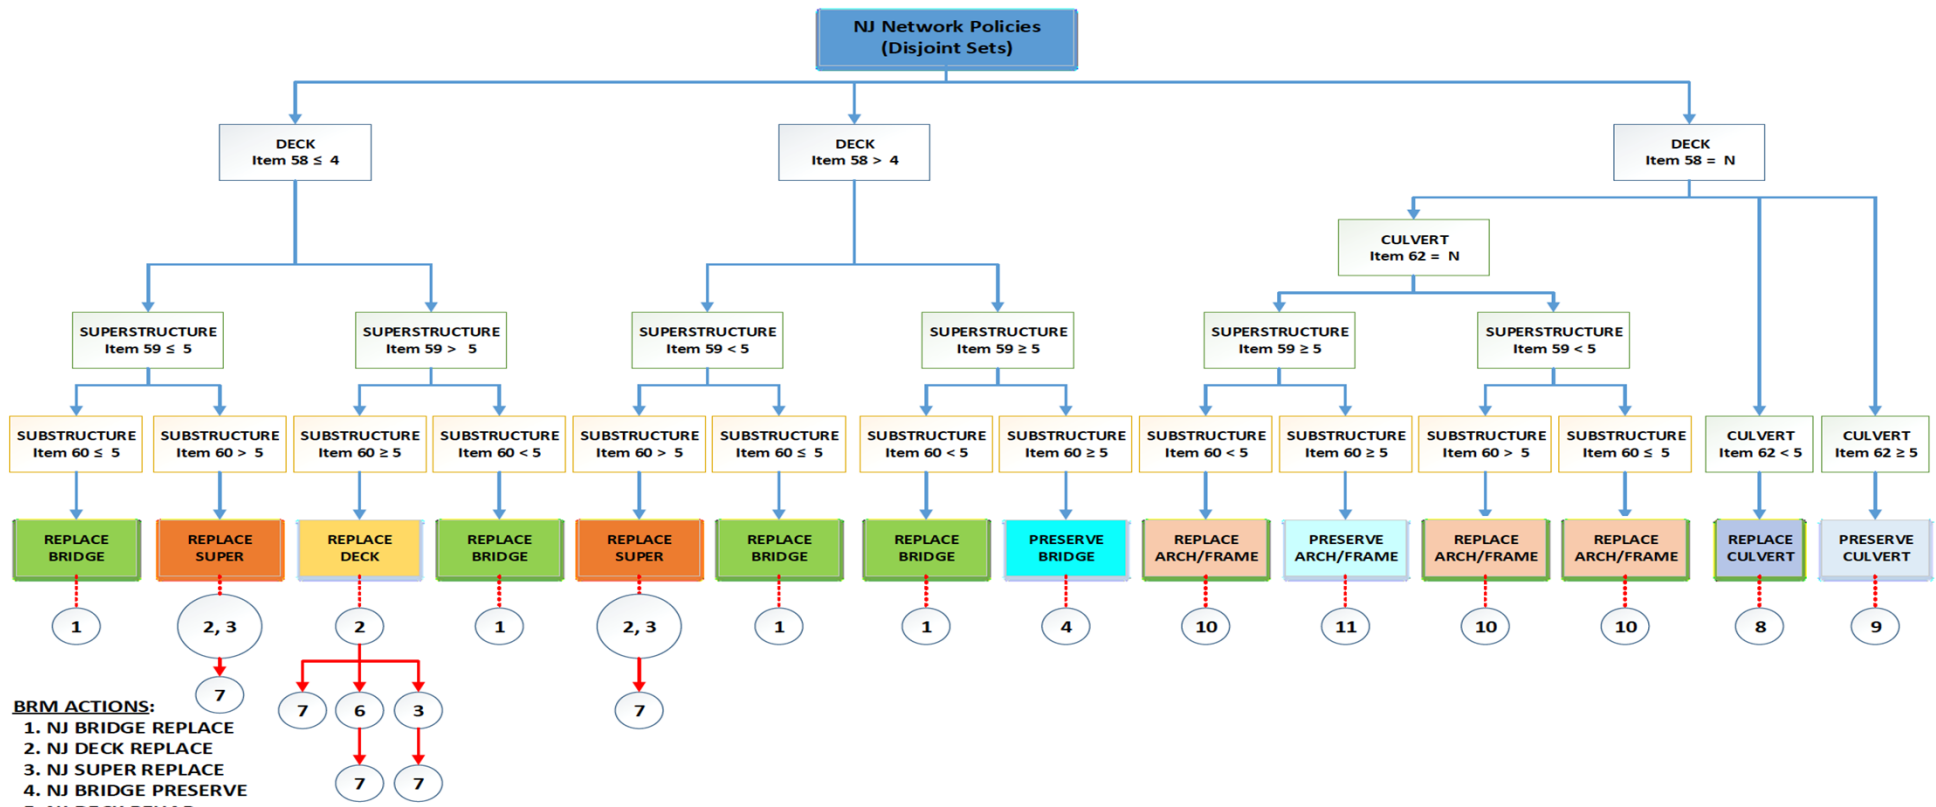 NJ Network Policies
(Disjoint Sets)
DECK
Item 58 ≤ 4
DECK
Item 58 > 4
DECK
Item 58 = N
CULVERT
Item 62 = N
SUPERSTRUCTURE
Item 59 ≤ 5
SUPERSTRUCTURE
Item 59 > 5
SUPERSTRUCTURE
Item 59 < 5
SUPERSTRUCTURE
Item 59 ≥ 5
SUPERSTRUCTURE
Item 59 ≥ 5
SUPERSTRUCTURE
Item 59 < 5
SUBSTRUCTURE
Item 60 ≤ 5
SUBSTRUCTURE
Item 60 > 5
SUBSTRUCTURE
Item 60 ≥ 5
SUBSTRUCTURE
Item 60 < 5
SUBSTRUCTURE
Item 60 > 5
SUBSTRUCTURE
Item 60 ≤ 5
SUBSTRUCTURE
Item 60 < 5
SUBSTRUCTURE
Item 60 ≥ 5
SUBSTRUCTURE
Item 60 < 5
SUBSTRUCTURE
Item 60 ≥ 5
SUBSTRUCTURE
Item 60 > 5
SUBSTRUCTURE
Item 60 ≤ 5
CULVERT
Item 62 < 5
CULVERT
Item 62 ≥ 5
REPLACE
BRIDGE
REPLACE
SUPER
REPLACE
DECK
REPLACE
BRIDGE
REPLACE
SUPER
REPLACE
BRIDGE
REPLACE
BRIDGE
PRESERVE
BRIDGE
REPLACE
ARCH/FRAME
PRESERVE
ARCH/FRAME
REPLACE
ARCH/FRAME
REPLACE
ARCH/FRAME
REPLACE
CULVERT
PRESERVE
CULVERT
1
2, 3
2
1
2, 3
1
1
4
10
11
10
10
8
9
7
7
6
3
7
7
7
BRM ACTIONS:
1. NJ BRIDGE REPLACE
2. NJ DECK REPLACE
3. NJ SUPER REPLACE
4. NJ BRIDGE PRESERVE